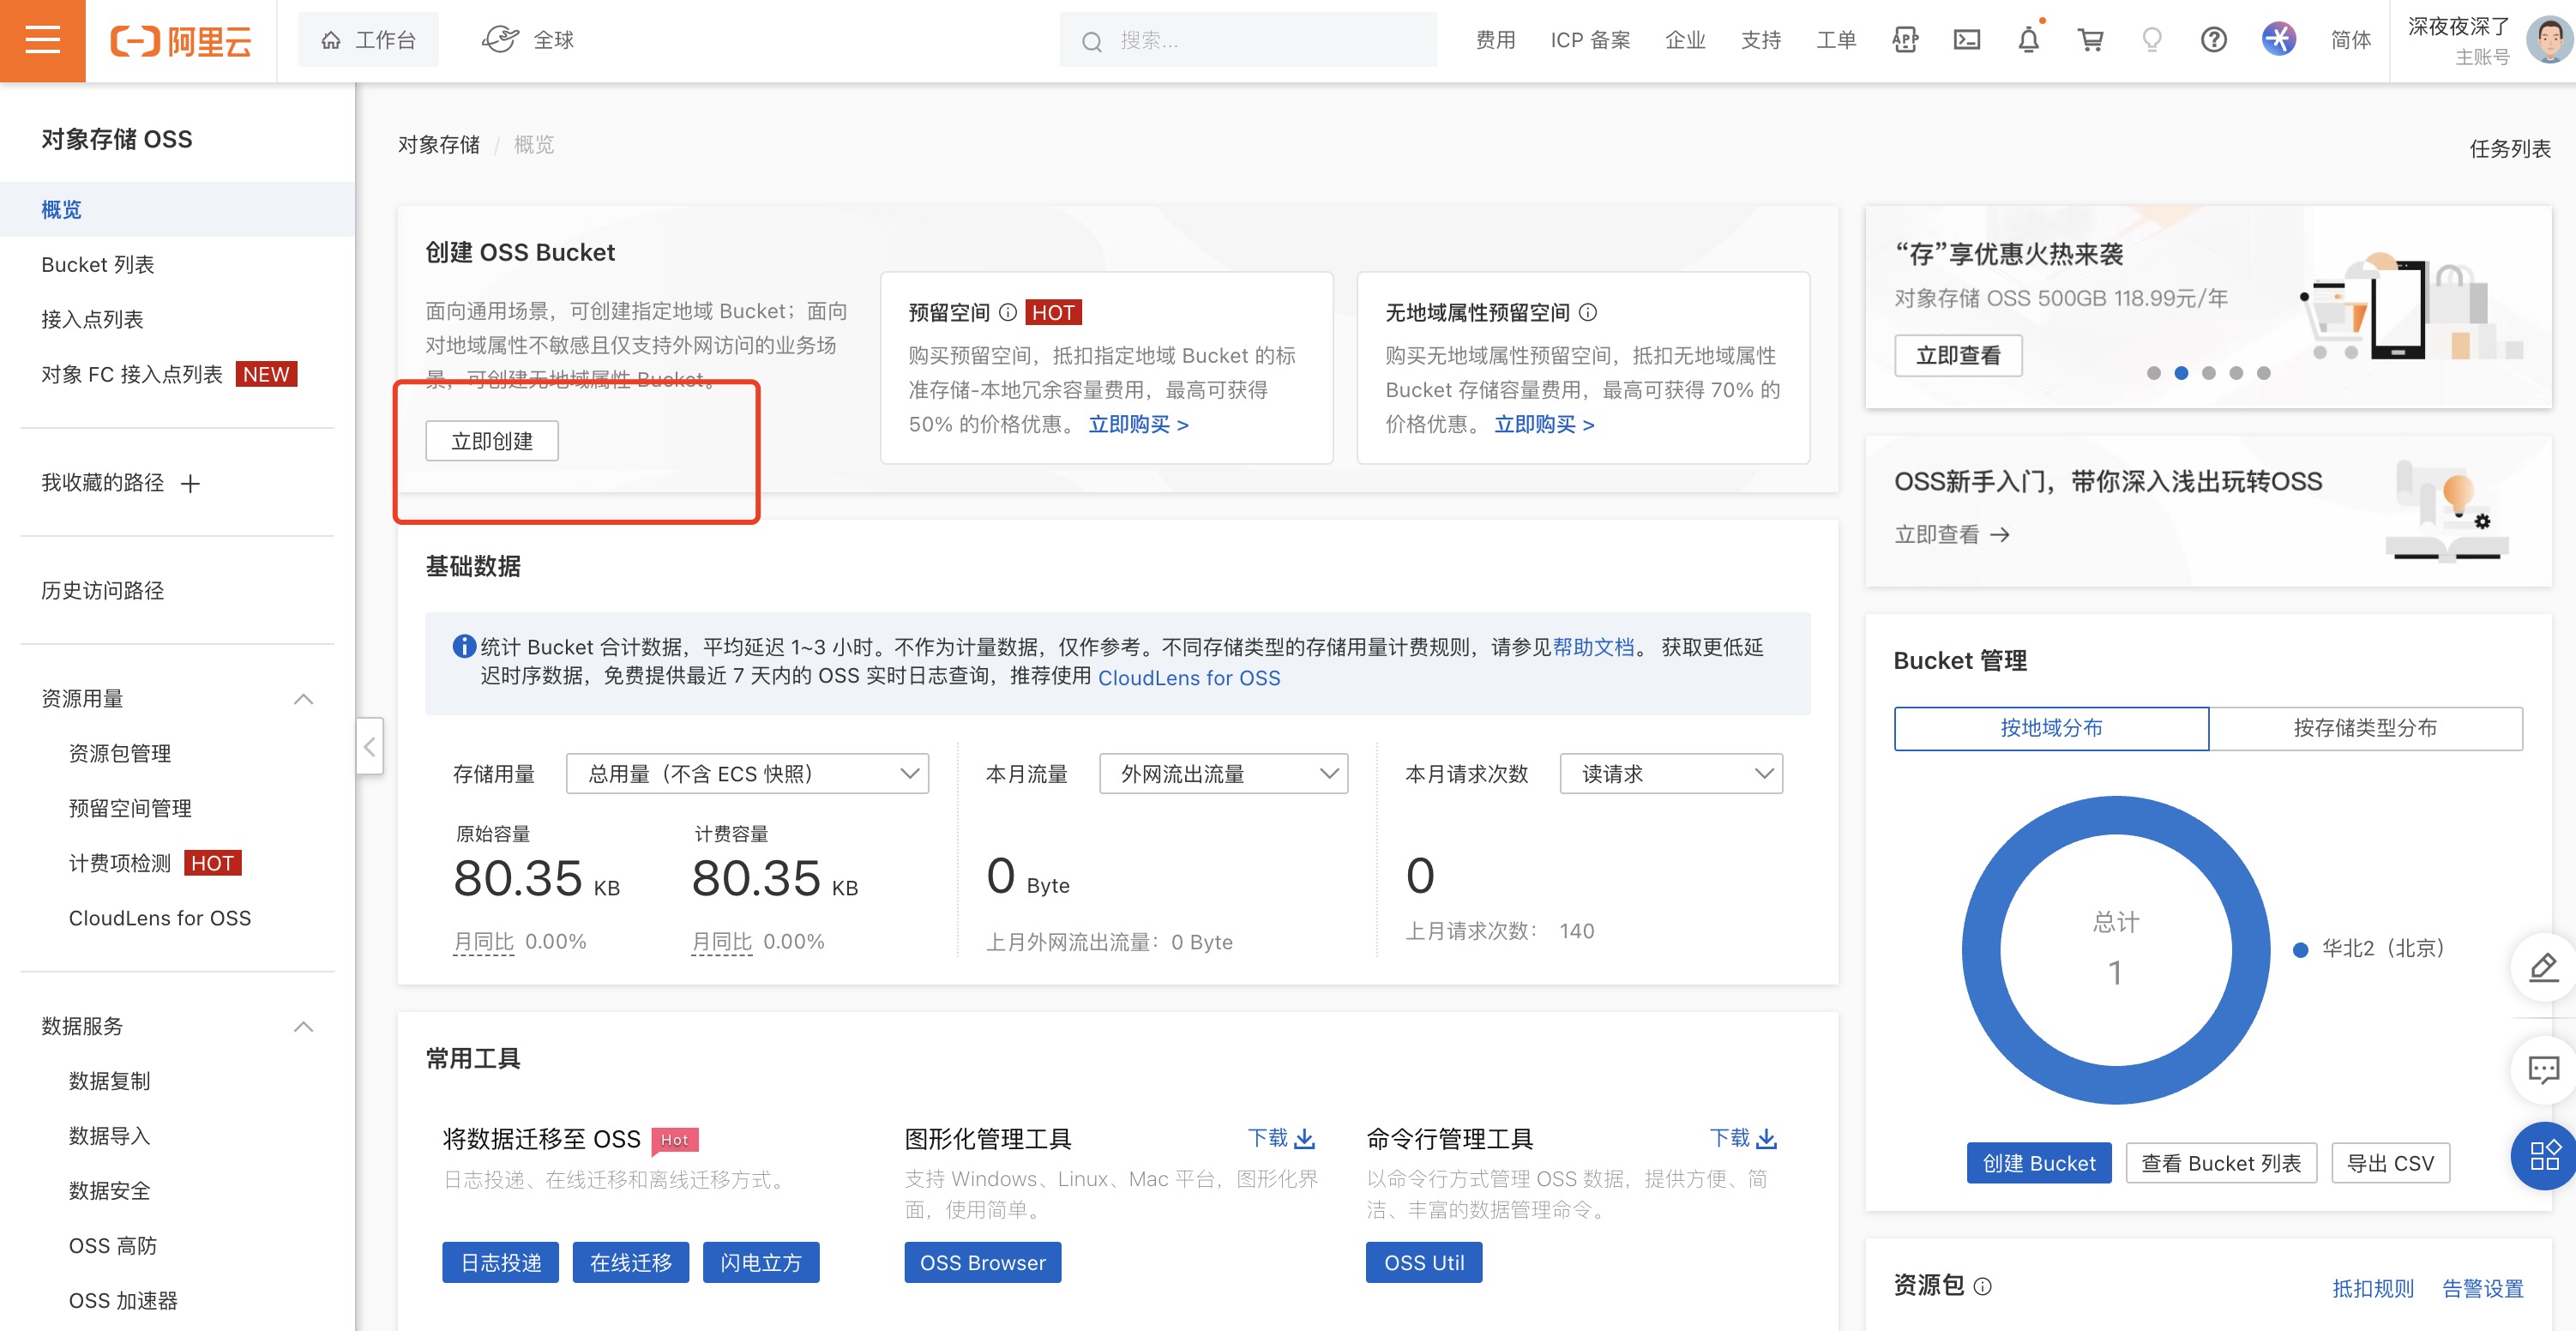 阿里云
工作台
全球
搜索...
费用
ICP 备案
企业
支持
工单
APP
简体
深夜夜深了
主账号
对象存储 OSS
概览
Bucket 列表
接入点列表
对象 FC 接入点列表 NEW
我收藏的路径
历史访问路径
资源用量
资源包管理
预留空间管理
计费项检测 HOT
CloudLens for OSS
数据服务
数据复制
数据导入
数据安全
OSS 高防
OSS 加速器
对象存储 / 概览
任务列表
创建 OSS Bucket
面向通用场景，可创建指定地域 Bucket；面向
对地域属性不敏感且仅支持外网访问的业务场
景，可创建无地域属性 Bucket。
立即创建
预留空间 HOT
购买预留空间，抵扣指定地域 Bucket 的标
准存储-本地冗余容量费用，最高可获得
50% 的价格优惠。 立即购买 >
无地域属性预留空间
购买无地域属性预留空间，抵扣无地域属性
Bucket 存储容量费用，最高可获得 70% 的
价格优惠。 立即购买 >
基础数据
统计 Bucket 合计数据，平均延迟 1~3 小时。不作为计量数据，仅作参考。不同存储类型的存储用量计费规则，请参见帮助文档。 获取更低延
迟时序数据，免费提供最近 7 天内的 OSS 实时日志查询，推荐使用 CloudLens for OSS
存储用量
总用量（不含 ECS 快照）
原始容量
80.35 KB
月同比 0.00%
计费容量
80.35 KB
月同比 0.00%
本月流量
外网流出流量
0 Byte
上月外网流出流量：0 Byte
本月请求次数
读请求
0
上月请求次数： 140
常用工具
将数据迁移至 OSS Hot
日志投递、在线迁移和离线迁移方式。
日志投递
在线迁移
闪电立方
图形化管理工具
下载
支持 Windows、Linux、Mac 平台，图形化界
面，使用简单。
OSS Browser
命令行管理工具
下载
以命令行方式管理 OSS 数据，提供方便、简
洁、丰富的数据管理命令。
OSS Util
“存”享优惠火热来袭
对象存储 OSS 500GB 118.99元/年
立即查看
OSS新手入门，带你深入浅出玩转OSS
立即查看 →
Bucket 管理
按地域分布
按存储类型分布
总计
1
华北2（北京）
创建 Bucket
查看 Bucket 列表
导出 CSV
资源包
抵扣规则
告警设置